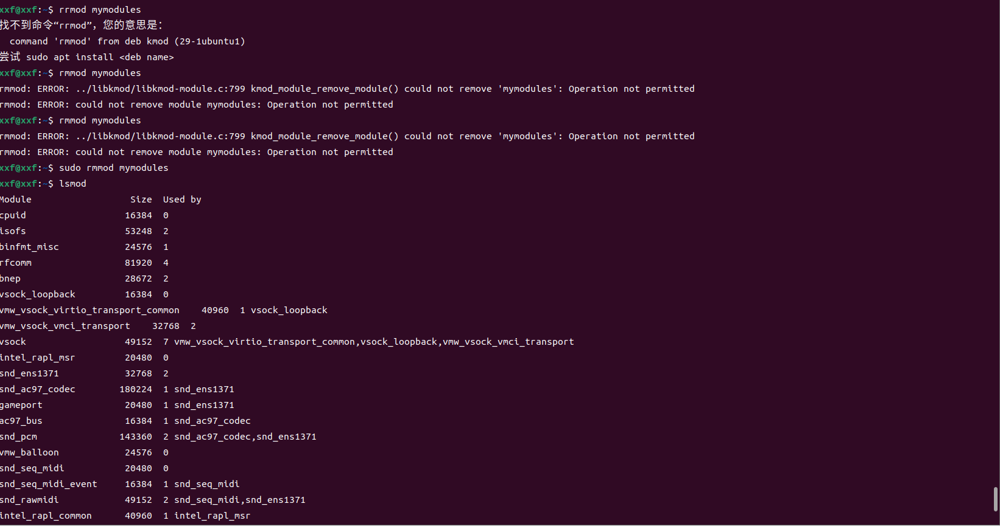 xxf@xxf:~$ rrmod mymodules
找不到命令“rrmod”，您的意思是：
  command 'rmmod' from deb kmod (29-1ubuntu1)
尝试 sudo apt install <deb name>
xxf@xxf:~$ rmmod mymodules
rmmod: ERROR: ../libkmod/libkmod-module.c:799 kmod_module_remove_module() could not remove 'mymodules': Operation not permitted
rmmod: ERROR: could not remove module mymodules: Operation not permitted
xxf@xxf:~$ rmmod mymodules
rmmod: ERROR: ../libkmod/libkmod-module.c:799 kmod_module_remove_module() could not remove 'mymodules': Operation not permitted
rmmod: ERROR: could not remove module mymodules: Operation not permitted
xxf@xxf:~$ sudo rmmod mymodules
xxf@xxf:~$ lsmod
Module                  Size  Used by
cpuid                  16384  0
isofs                  53248  2
binfmt_misc            24576  1
rfcomm                 81920  4
bnep                   28672  2
vsock_loopback         16384  0
vmw_vsock_virtio_transport_common    40960  1 vsock_loopback
vmw_vsock_vmci_transport    32768  2
vsock                  49152  7 vmw_vsock_virtio_transport_common,vsock_loopback,vmw_vsock_vmci_transport
intel_rapl_msr         20480  0
snd_ens1371            32768  2
snd_ac97_codec        180224  1 snd_ens1371
gameport               20480  1 snd_ens1371
ac97_bus               16384  1 snd_ac97_codec
snd_pcm               143360  2 snd_ac97_codec,snd_ens1371
vmw_balloon            24576  0
snd_seq_midi           20480  0
snd_seq_midi_event     16384  1 snd_seq_midi
snd_rawmidi            49152  2 snd_seq_midi,snd_ens1371
intel_rapl_common      40960  1 intel_rapl_msr